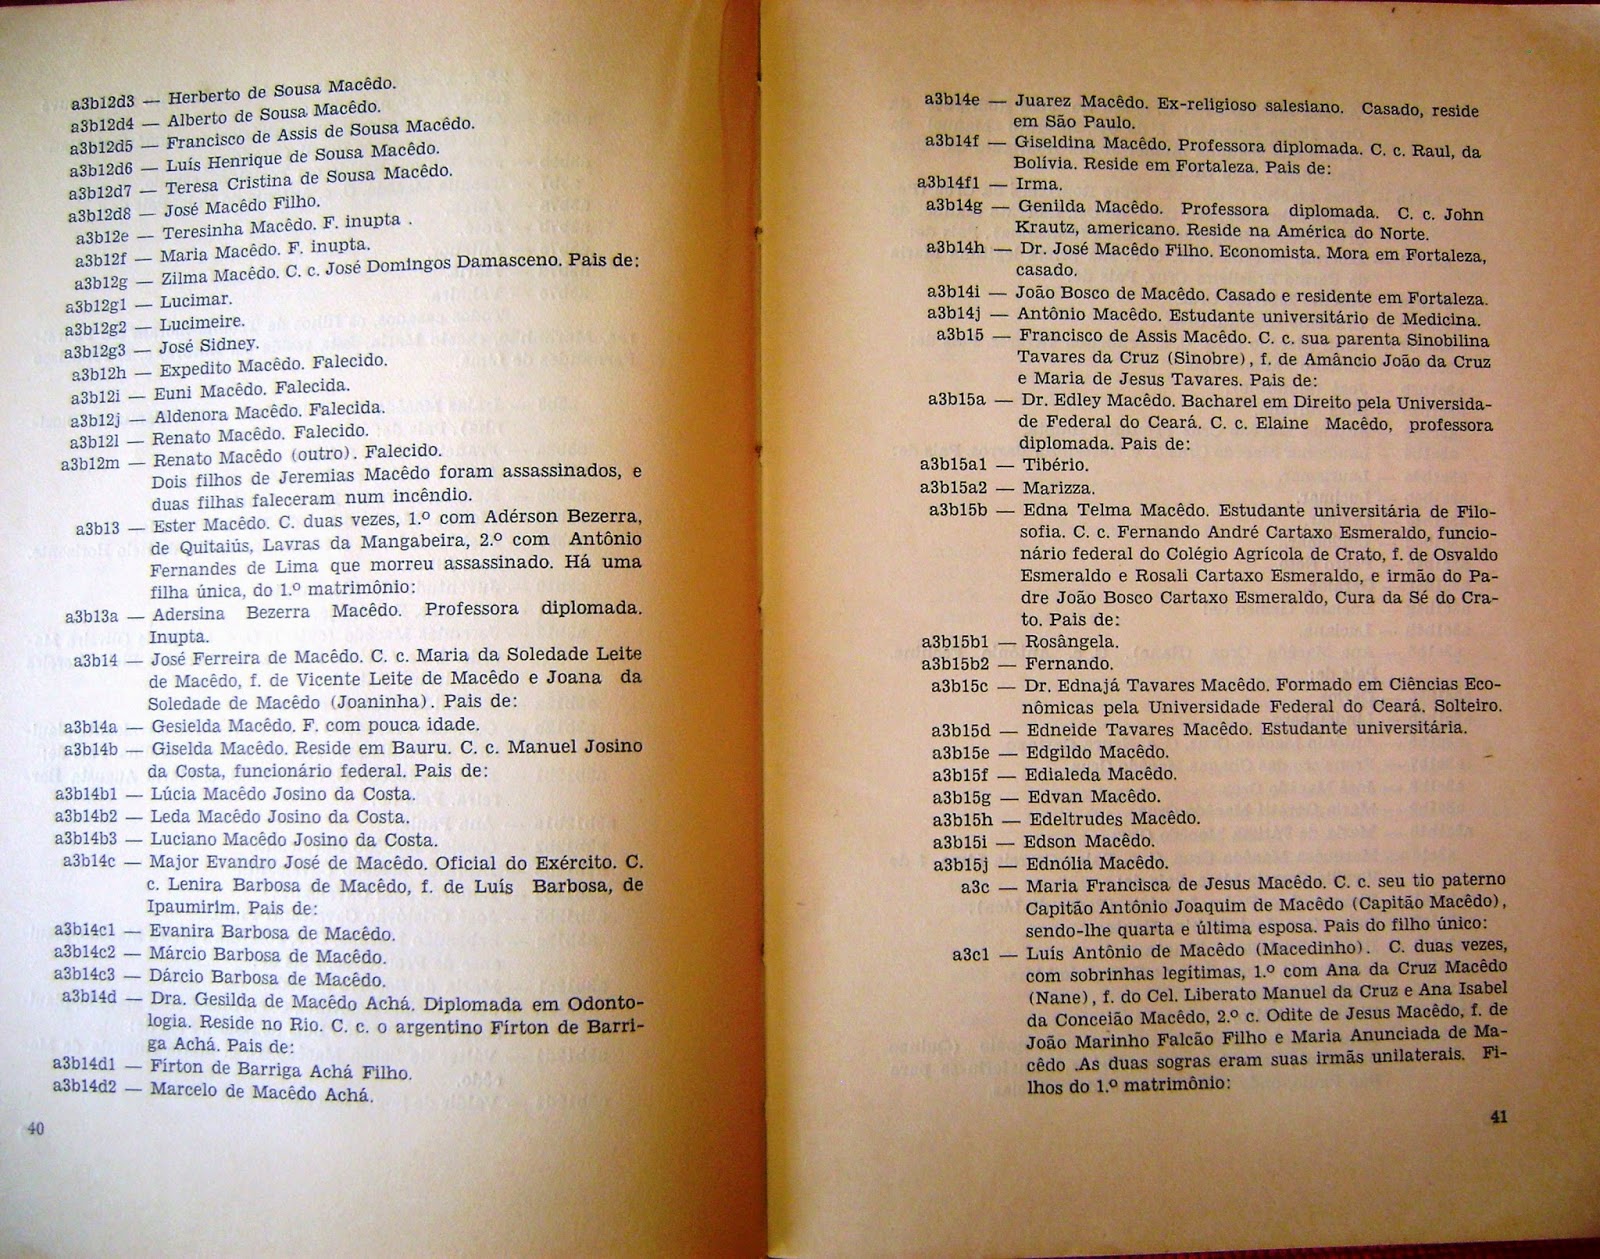 a3b12d3 — Herberto de Sousa Macêdo.
a3b12d4 — Alberto de Sousa Macêdo.
a3b12d5 — Francisco de Assis de Sousa Macêdo.
a3b12d6 — Luís Henrique de Sousa Macêdo.
a3b12d7 — Teresa Cristina de Sousa Macêdo.
a3b12d8 — José Macêdo Filho.
a3b12e — Teresinha Macêdo. F. inupta .
a3b12f — Maria Macêdo. F. inupta.
a3b12g — Zilma Macêdo. C. c. José Domingos Damasceno. Pais de:
a3b12g1 — Lucimar.
a3b12g2 — Lucimeire.
a3b12g3 — José Sidney.
a3b12h — Expedito Macêdo. Falecido.
a3b12i — Euni Macêdo. Falecida.
a3b12j — Aldenora Macêdo. Falecida.
a3b12l — Renato Macêdo. Falecido.
a3b12m — Renato Macêdo (outro). Falecido.
Dois filhos de Jeremias Macêdo foram assassinados, e
duas filhas faleceram num incêndio.
a3b13 — Ester Macêdo. C. duas vezes, 1.º com Adérson Bezerra,
de Quitaiús, Lavras da Mangabeira, 2.º com Antônio
Fernandes de Lima que morreu assassinado. Há uma
filha única, do 1.º matrimônio:
a3b13a — Adersina Bezerra Macêdo. Professora diplomada.
Inupta.
a3b14 — José Ferreira de Macêdo. C. c. Maria da Soledade Leite
de Macêdo, f. de Vicente Leite de Macêdo e Joana da
Soledade de Macêdo (Joaninha). Pais de:
a3b14a — Gesielda Macêdo. F. com pouca idade.
a3b14b — Giselda Macêdo. Reside em Bauru. C. c. Manuel Josino
da Costa, funcionário federal. Pais de:
a3b14b1 — Lúcia Macêdo Josino da Costa.
a3b14b2 — Leda Macêdo Josino da Costa.
a3b14b3 — Luciano Macêdo Josino da Costa.
a3b14c — Major Evandro José de Macêdo. Oficial do Exército. C.
c. Lenira Barbosa de Macêdo, f. de Luís Barbosa, de
Ipaumirim. Pais de:
a3b14c1 — Evanira Barbosa de Macêdo.
a3b14c2 — Márcio Barbosa de Macêdo.
a3b14c3 — Dárcio Barbosa de Macêdo.
a3b14d — Dra. Gesilda de Macêdo Achá. Diplomada em Odonto-
logia. Reside no Rio. C. c. o argentino Fírton de Barri-
ga Achá. Pais de:
a3b14d1 — Fírton de Barriga Achá Filho.
a3b14d2 — Marcelo de Macêdo Achá.
40
a3b14e — Juarez Macêdo. Ex-religioso salesiano. Casado, reside
em São Paulo.
a3b14f — Giseldina Macêdo. Professora diplomada. C. c. Raul, da
Bolívia. Reside em Fortaleza. Pais de:
a3b14f1 — Irma.
a3b14g — Genilda Macêdo. Professora diplomada. C. c. John
Krautz, americano. Reside na América do Norte.
a3b14h — Dr. José Macêdo Filho. Economista. Mora em Fortaleza,
casado.
a3b14i — João Bosco de Macêdo. Casado e residente em Fortaleza.
a3b14j — Antônio Macêdo. Estudante universitário de Medicina.
a3b15 — Francisco de Assis Macêdo. C. c. sua parenta Sinobilina
Tavares da Cruz (Sinobre), f. de Amâncio João da Cruz
e Maria de Jesus Tavares. Pais de:
a3b15a — Dr. Edley Macêdo. Bacharel em Direito pela Universida-
de Federal do Ceará. C. c. Elaine Macêdo, professora
diplomada. Pais de:
a3b15a1 — Tibério.
a3b15a2 — Marizza.
a3b15b — Edna Telma Macêdo. Estudante universitária de Filo-
sofia. C. c. Fernando André Cartaxo Esmeraldo, funcio-
nário federal do Colégio Agrícola de Crato, f. de Osvaldo
Esmeraldo e Rosali Cartaxo Esmeraldo, e irmão do Pa-
dre João Bosco Cartaxo Esmeraldo, Cura da Sé do Cra-
to. Pais de:
a3b15b1 — Rosângela.
a3b15b2 — Fernando.
a3b15c — Dr. Ednajá Tavares Macêdo. Formado em Ciências Eco-
nômicas pela Universidade Federal do Ceará. Solteiro.
a3b15d — Edneide Tavares Macêdo. Estudante universitária.
a3b15e — Edgildo Macêdo.
a3b15f — Edialeda Macêdo.
a3b15g — Edvan Macêdo.
a3b15h — Edeltrudes Macêdo.
a3b15i — Edson Macêdo.
a3b15j — Ednólia Macêdo.
a3c — Maria Francisca de Jesus Macêdo. C. c. seu tio paterno
Capitão Antônio Joaquim de Macêdo (Capitão Macêdo),
sendo-lhe quarta e última esposa. Pais do filho único:
a3c1 — Luís Antônio de Macêdo (Macedinho). C. duas vezes,
com sobrinhas legítimas, 1.º com Ana da Cruz Macêdo
(Nane), f. do Cel. Liberato Manuel da Cruz e Ana Isabel
da Conceião Macêdo, 2.º c. Odite de Jesus Macêdo, f. de
João Marinho Falcão Filho e Maria Anunciada de Ma-
cêdo .As duas sogras eram suas irmãs unilaterais. Fi-
lhos do 1.º matrimônio:
41